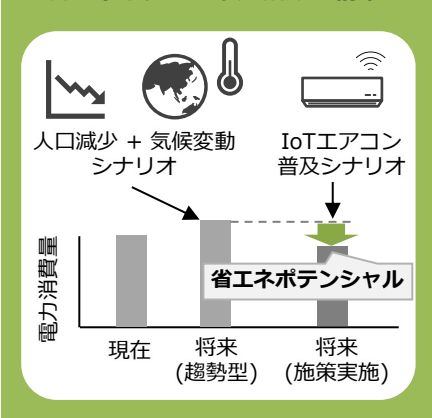 人口減少 + 気候変動
シナリオ
IoTエアコン
普及シナリオ
電力消費量
省エネポテンシャル
現在
将来
(趨勢型)
将来
(施策実施)